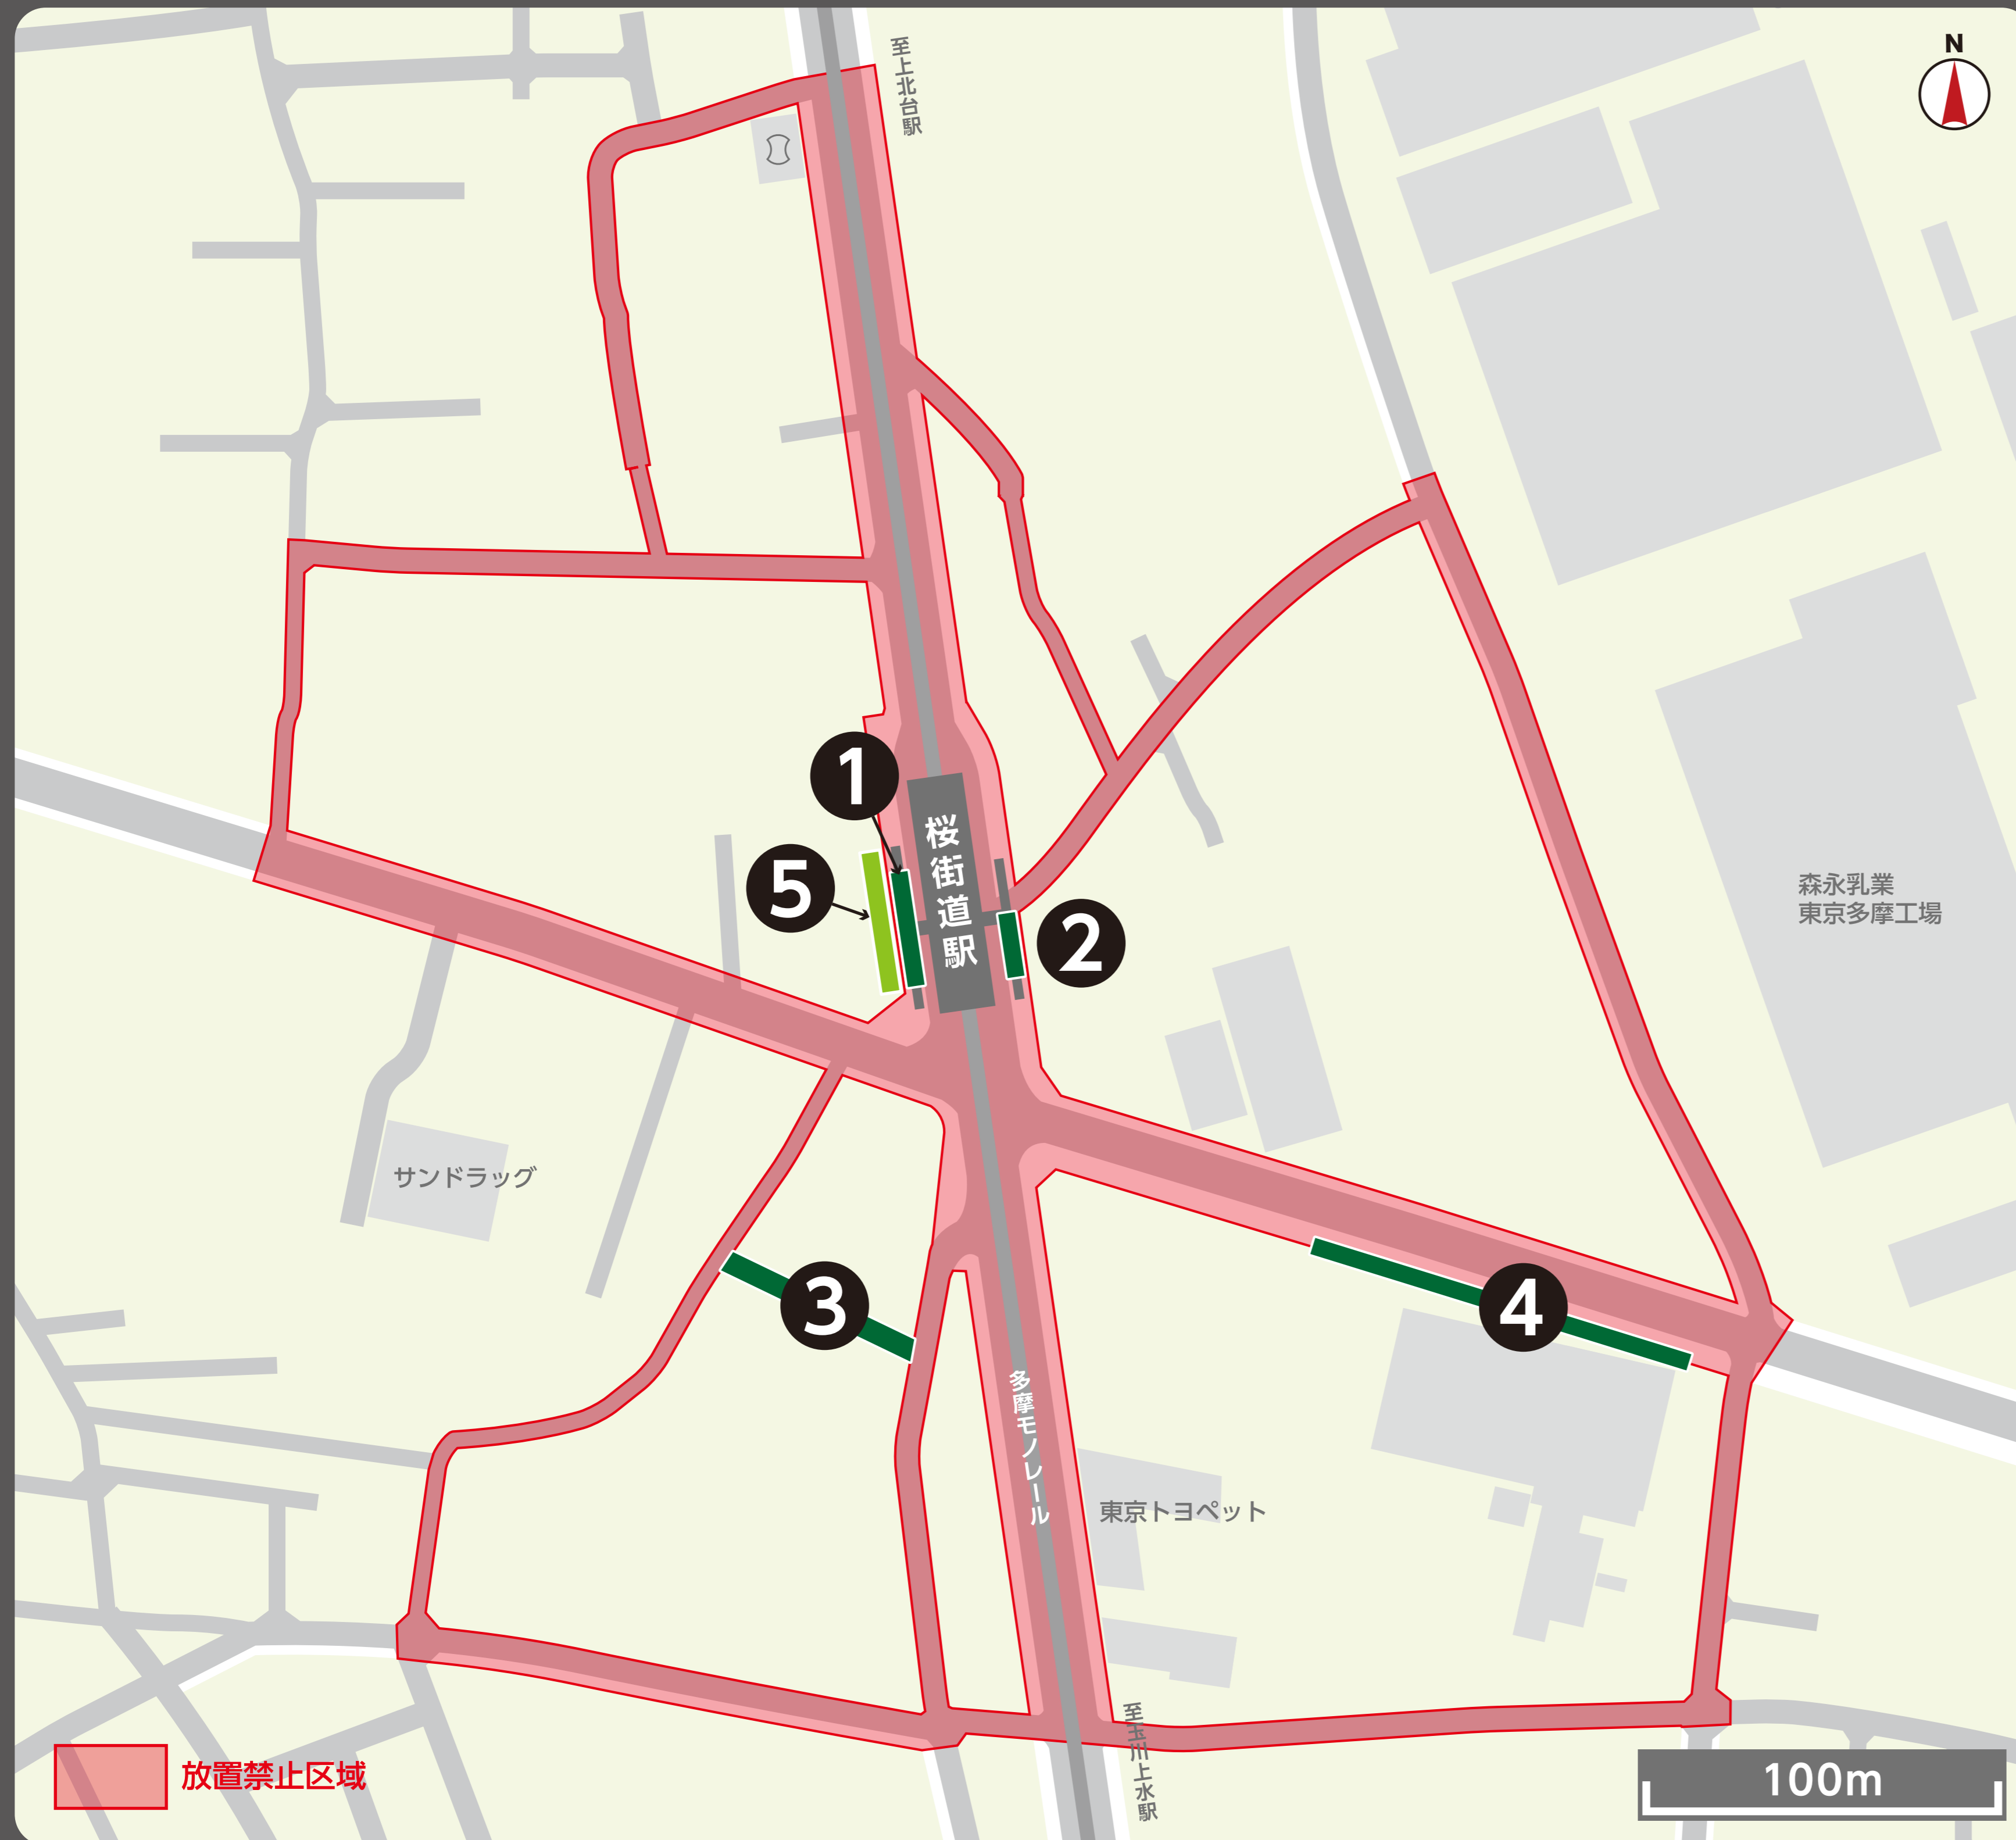 至上北台駅
N
1
桜街道駅
5
2
森永乳業
東京多摩工場
サンドラッグ
3
4
多摩モノレール
東京トヨペット
至玉川上水駅
放置禁止区域
100m